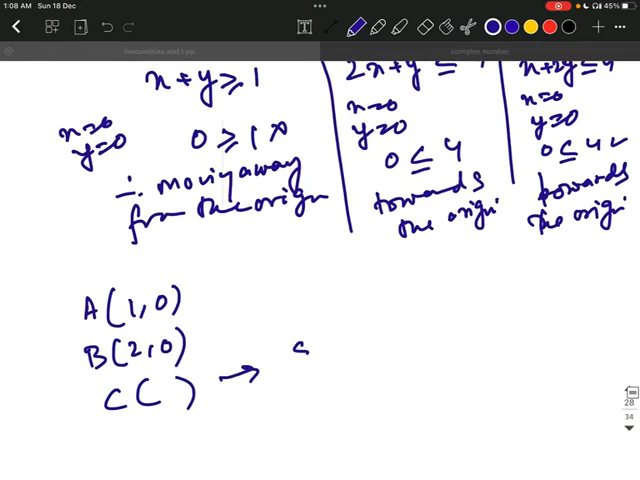 1:08 AM Sun 18 Dec
45%
inequalities and l pp
complex number
x + y ≥ 1
x=0
y=0
0 ≥ 1 ×
∴ moving away
from the origin
2x+y ≤
x=0
y=0
0 ≤ 4
towards
the origin
x+2y ≤ 4
x=0
y=0
0 ≤ 4 ✓
towards
the origin
A(1,0)
B(2,0)
C( ) →
28
34